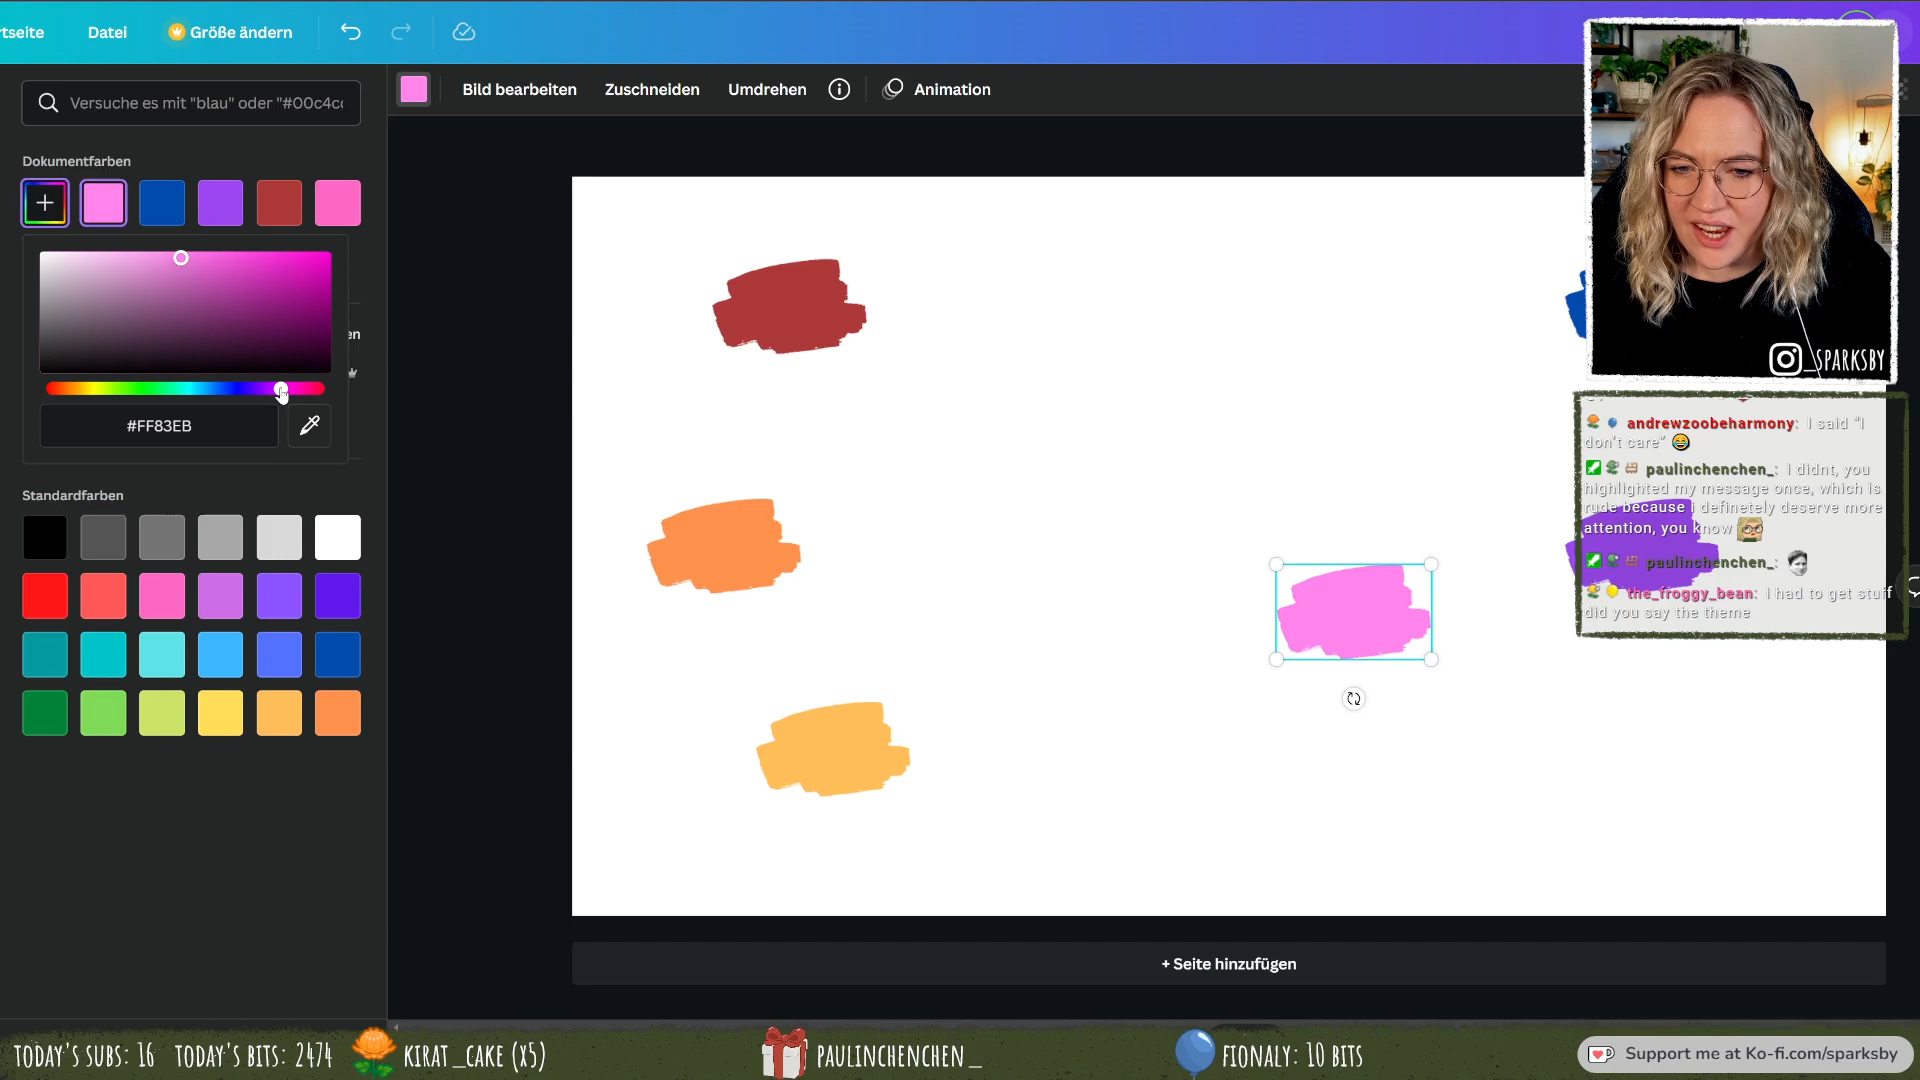 tseite
Datei
Größe ändern
Versuche es mit "blau" oder "#00c4cc
Bild bearbeiten
Zuschneiden
Umdrehen
Animation
Dokumentfarben
en
#FF83EB
Standardfarben
_SPARKSBY
andrewzoobeharmony: I said "I
don't care"
paulinchenchen_: i didnt, you
highlighted my message once, which is
rude because i definetely deserve more
attention, you know
paulinchenchen_:
the_froggy_bean: i had to get stuff
did you say the theme
+ Seite hinzufügen
TODAY'S SUBS: 16 TODAY'S BITS: 2474
KIRAT_CAKE (X5)
PAULINCHENCHEN_
FIONALY: 10 BITS
Support me at Ko-fi.com/sparksby